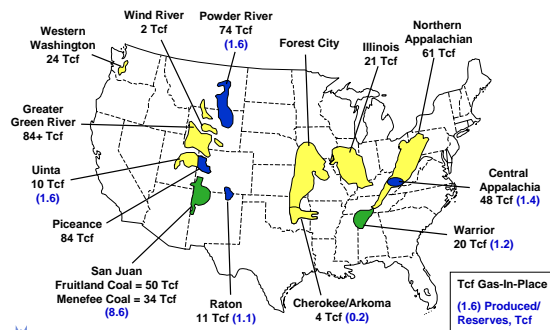 Western
Washington
24 Tcf
Wind River
2 Tcf
Powder River
74 Tcf
(1.6)
Forest City
Illinois
21 Tcf
Northern
Appalachian
61 Tcf
Greater
Green River
84+ Tcf
Uinta
10 Tcf
(1.6)
Piceance
84 Tcf
San Juan
Fruitland Coal = 50 Tcf
Menefee Coal = 34 Tcf
(8.6)
Raton
11 Tcf (1.1)
Cherokee/Arkoma
4 Tcf (0.2)
Central
Appalachia
48 Tcf (1.4)
Warrior
20 Tcf (1.2)
Tcf Gas-In-Place
(1.6) Produced/
Reserves, Tcf